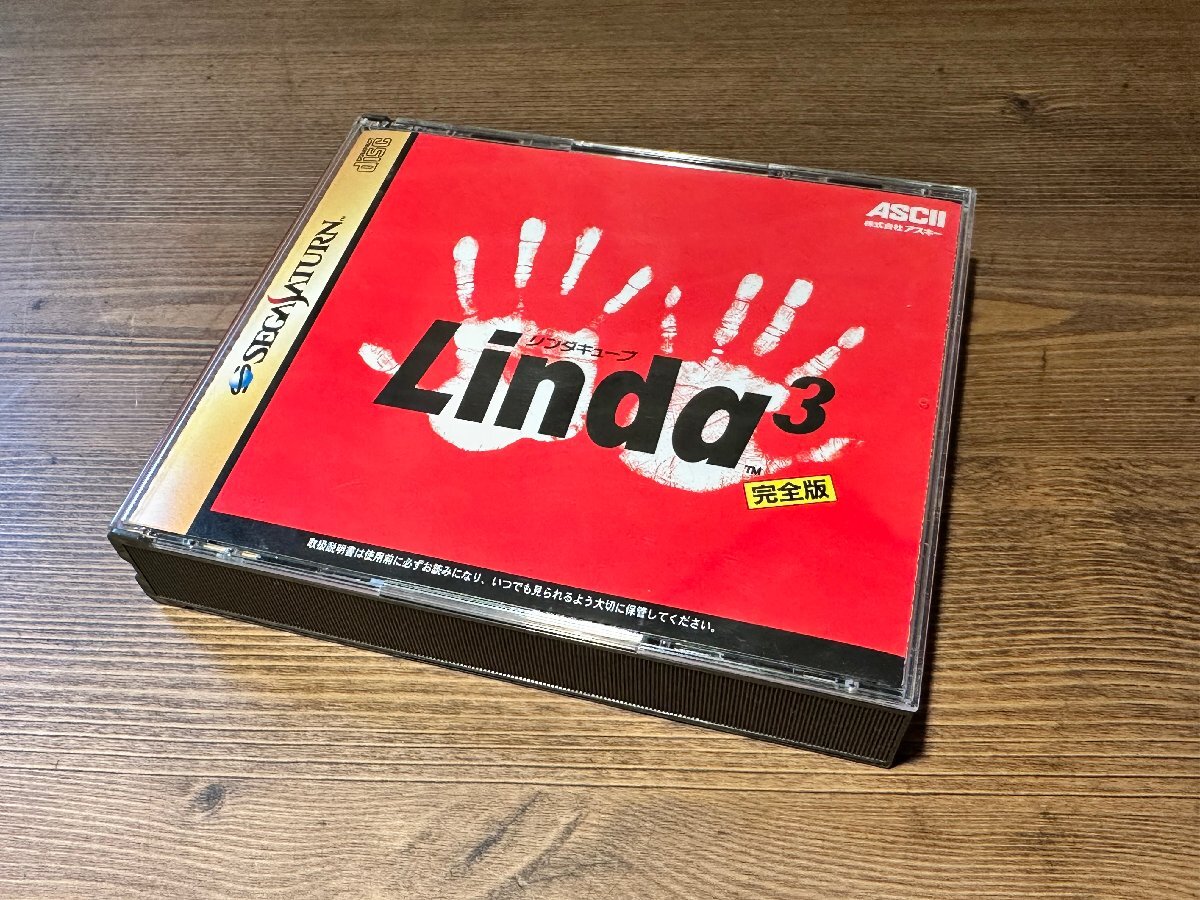 COMPACT
disc
SEGA SATURN™
ASCII
株式会社アスキー
リンダキューブ
Linda3
TM
完全版
取扱説明書は使用前に必ずお読みになり、いつでも見られるよう大切に保管してください。